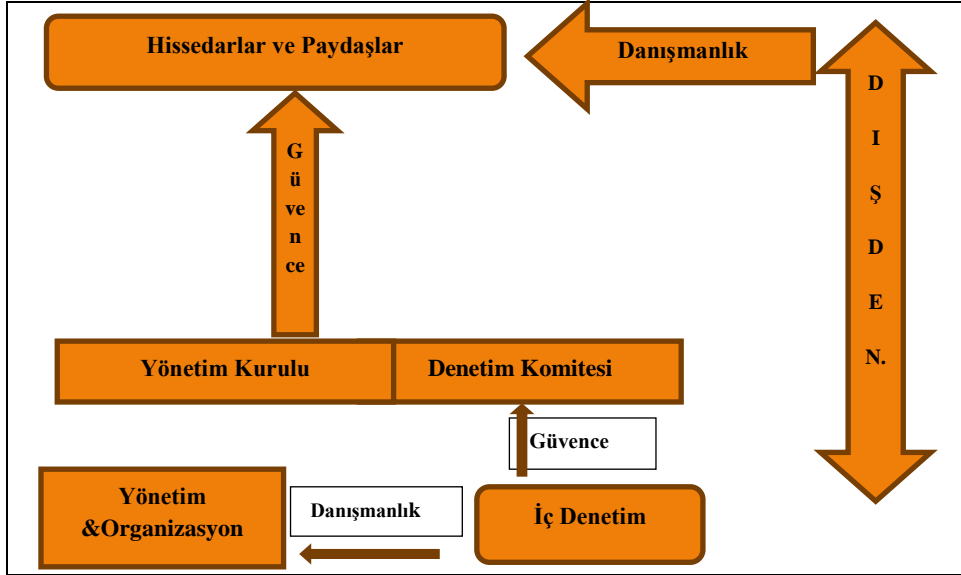 Hissedarlar ve Paydaşlar
Danışmanlık
D
I
Ş
D
E
N.
G
ü
ve
n
ce
Yönetim Kurulu
Denetim Komitesi
Güvence
Yönetim
&Organizasyon
Danışmanlık
İç Denetim